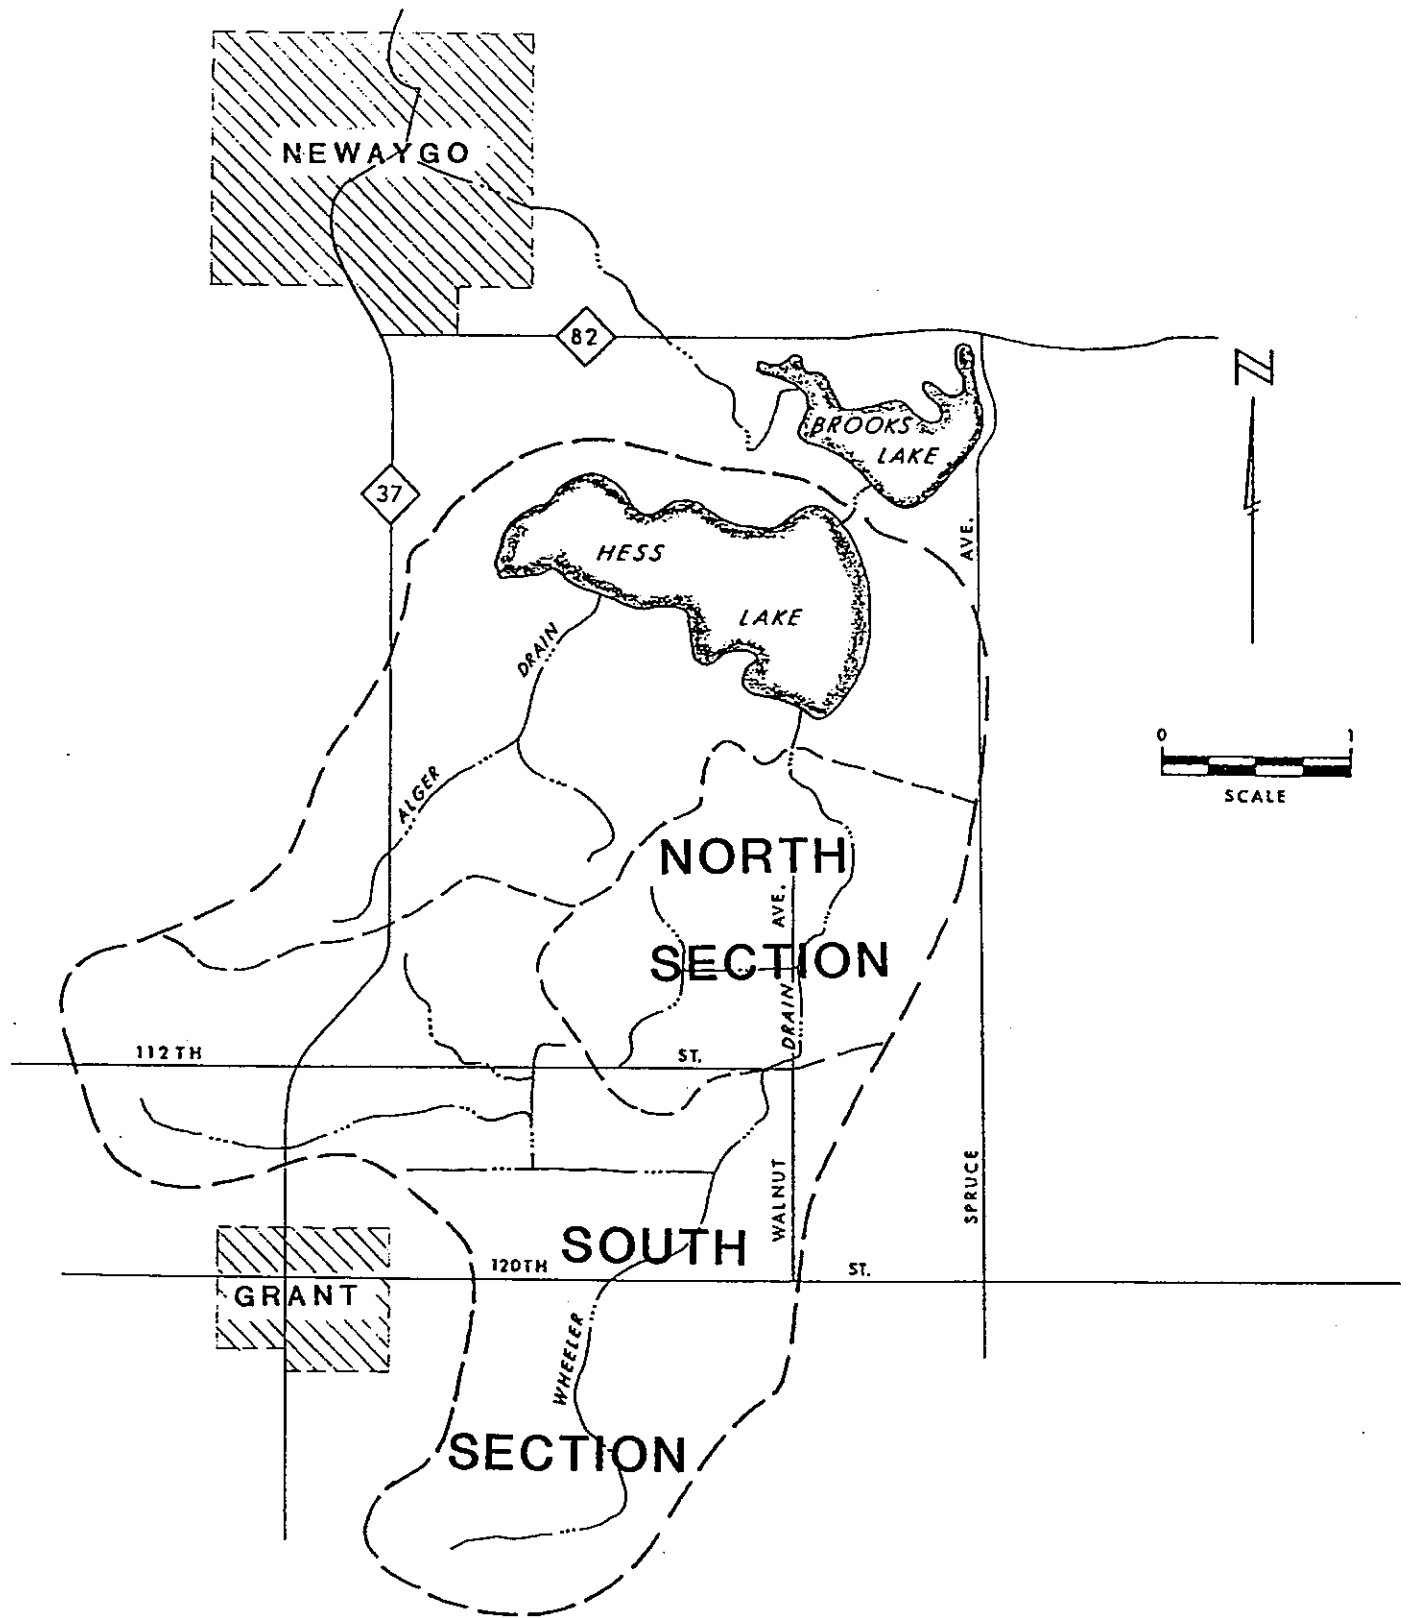 NEWAYGO
82
BROOKS
LAKE
N
37
AVE.
HESS
LAKE
DRAIN
0 1
SCALE
ALGER
NORTH
AVE.
SECTION
DRAIN
112TH ST.
WALNUT
SPRUCE
SOUTH
120TH ST.
GRANT
WHEELER
SECTION